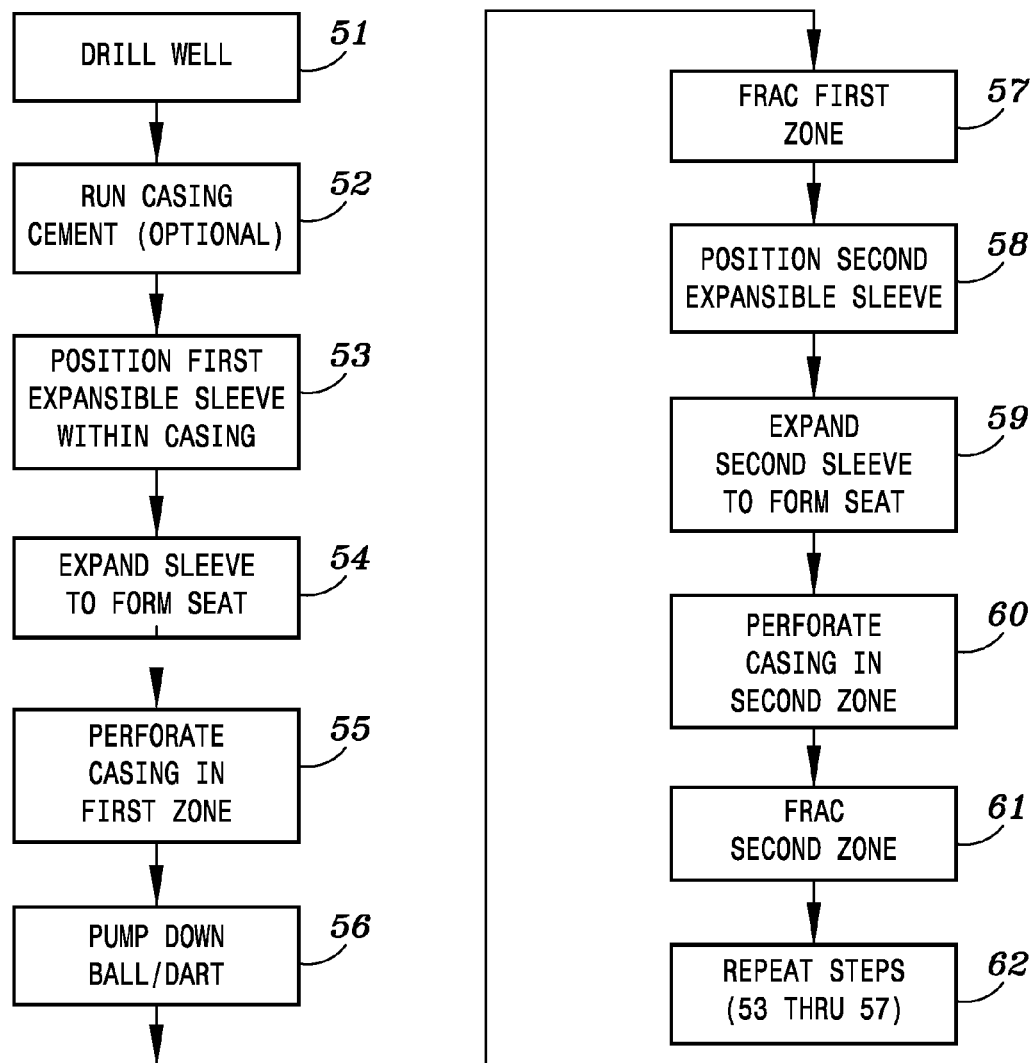 DRILL WELL
51
RUN CASING
CEMENT (OPTIONAL)
52
POSITION FIRST
EXPANSIBLE SLEEVE
WITHIN CASING
53
EXPAND SLEEVE
TO FORM SEAT
54
PERFORATE
CASING IN
FIRST ZONE
55
PUMP DOWN
BALL/DART
56
FRAC FIRST
ZONE
57
POSITION SECOND
EXPANSIBLE SLEEVE
58
EXPAND
SECOND SLEEVE
TO FORM SEAT
59
PERFORATE
CASING IN
SECOND ZONE
60
FRAC
SECOND ZONE
61
REPEAT STEPS
(53 THRU 57)
62